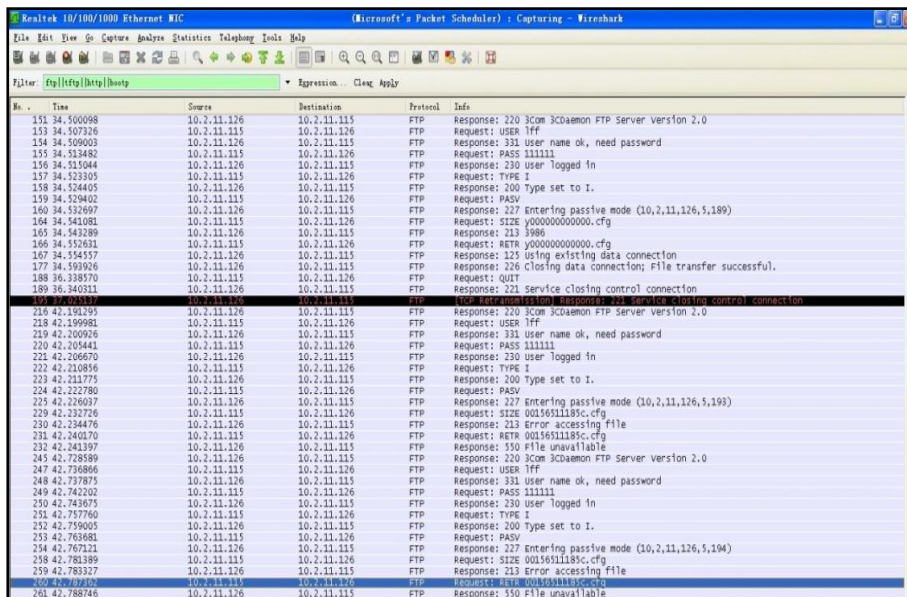 Realtek 10/100/1000 Ethernet NIC (Microsoft's Packet Scheduler) : Capturing - Wireshark
File Edit View Go Capture Analyze Statistics Telephony Tools Help
Filter: ftp||tftp||http||bootp Expression... Clear Apply
No. . Time Source Destination Protocol Info
151 34.500098 10.2.11.126 10.2.11.115 FTP Response: 220 3Com 3CDaemon FTP Server Version 2.0
153 34.507326 10.2.11.115 10.2.11.126 FTP Request: USER lff
154 34.509003 10.2.11.126 10.2.11.115 FTP Response: 331 User name ok, need password
155 34.513482 10.2.11.115 10.2.11.126 FTP Request: PASS 111111
156 34.515044 10.2.11.126 10.2.11.115 FTP Response: 230 User logged in
157 34.523305 10.2.11.115 10.2.11.126 FTP Request: TYPE I
158 34.524405 10.2.11.126 10.2.11.115 FTP Response: 200 Type set to I.
159 34.529402 10.2.11.115 10.2.11.126 FTP Request: PASV
160 34.532697 10.2.11.126 10.2.11.115 FTP Response: 227 Entering passive mode (10,2,11,126,5,189)
164 34.541081 10.2.11.115 10.2.11.126 FTP Request: SIZE y000000000000.cfg
165 34.543289 10.2.11.126 10.2.11.115 FTP Response: 213 3986
166 34.552631 10.2.11.115 10.2.11.126 FTP Request: RETR y000000000000.cfg
167 34.554557 10.2.11.126 10.2.11.115 FTP Response: 125 Using existing data connection
177 34.593926 10.2.11.126 10.2.11.115 FTP Response: 226 Closing data connection; File transfer successful.
188 36.338570 10.2.11.115 10.2.11.126 FTP Request: QUIT
189 36.340311 10.2.11.126 10.2.11.115 FTP Response: 221 Service closing control connection
195 37.025137 10.2.11.126 10.2.11.115 FTP [TCP Retransmission] Response: 221 Service closing control connection
216 42.191295 10.2.11.126 10.2.11.115 FTP Response: 220 3Com 3CDaemon FTP Server Version 2.0
218 42.199981 10.2.11.115 10.2.11.126 FTP Request: USER lff
219 42.200926 10.2.11.126 10.2.11.115 FTP Response: 331 User name ok, need password
220 42.205441 10.2.11.115 10.2.11.126 FTP Request: PASS 111111
221 42.206670 10.2.11.126 10.2.11.115 FTP Response: 230 User logged in
222 42.210856 10.2.11.115 10.2.11.126 FTP Request: TYPE I
223 42.211775 10.2.11.126 10.2.11.115 FTP Response: 200 Type set to I.
224 42.222780 10.2.11.115 10.2.11.126 FTP Request: PASV
225 42.226037 10.2.11.126 10.2.11.115 FTP Response: 227 Entering passive mode (10,2,11,126,5,193)
229 42.232726 10.2.11.115 10.2.11.126 FTP Request: SIZE 00156511185c.cfg
230 42.234476 10.2.11.126 10.2.11.115 FTP Response: 213 Error accessing file
231 42.240170 10.2.11.115 10.2.11.126 FTP Request: RETR 00156511185c.cfg
232 42.241397 10.2.11.126 10.2.11.115 FTP Response: 550 File unavailable
245 42.728589 10.2.11.126 10.2.11.115 FTP Response: 220 3Com 3CDaemon FTP Server Version 2.0
247 42.736866 10.2.11.115 10.2.11.126 FTP Request: USER lff
248 42.737875 10.2.11.126 10.2.11.115 FTP Response: 331 User name ok, need password
249 42.742202 10.2.11.115 10.2.11.126 FTP Request: PASS 111111
250 42.743675 10.2.11.126 10.2.11.115 FTP Response: 230 User logged in
251 42.757760 10.2.11.115 10.2.11.126 FTP Request: TYPE I
252 42.759005 10.2.11.126 10.2.11.115 FTP Response: 200 Type set to I.
253 42.763681 10.2.11.115 10.2.11.126 FTP Request: PASV
254 42.767121 10.2.11.126 10.2.11.115 FTP Response: 227 Entering passive mode (10,2,11,126,5,194)
258 42.781389 10.2.11.115 10.2.11.126 FTP Request: SIZE 00156511185c.cfg
259 42.783327 10.2.11.126 10.2.11.115 FTP Response: 213 Error accessing file
260 42.787362 10.2.11.115 10.2.11.126 FTP Request: RETR 00156511185c.cfg
261 42.788746 10.2.11.126 10.2.11.115 FTP Response: 550 File unavailable